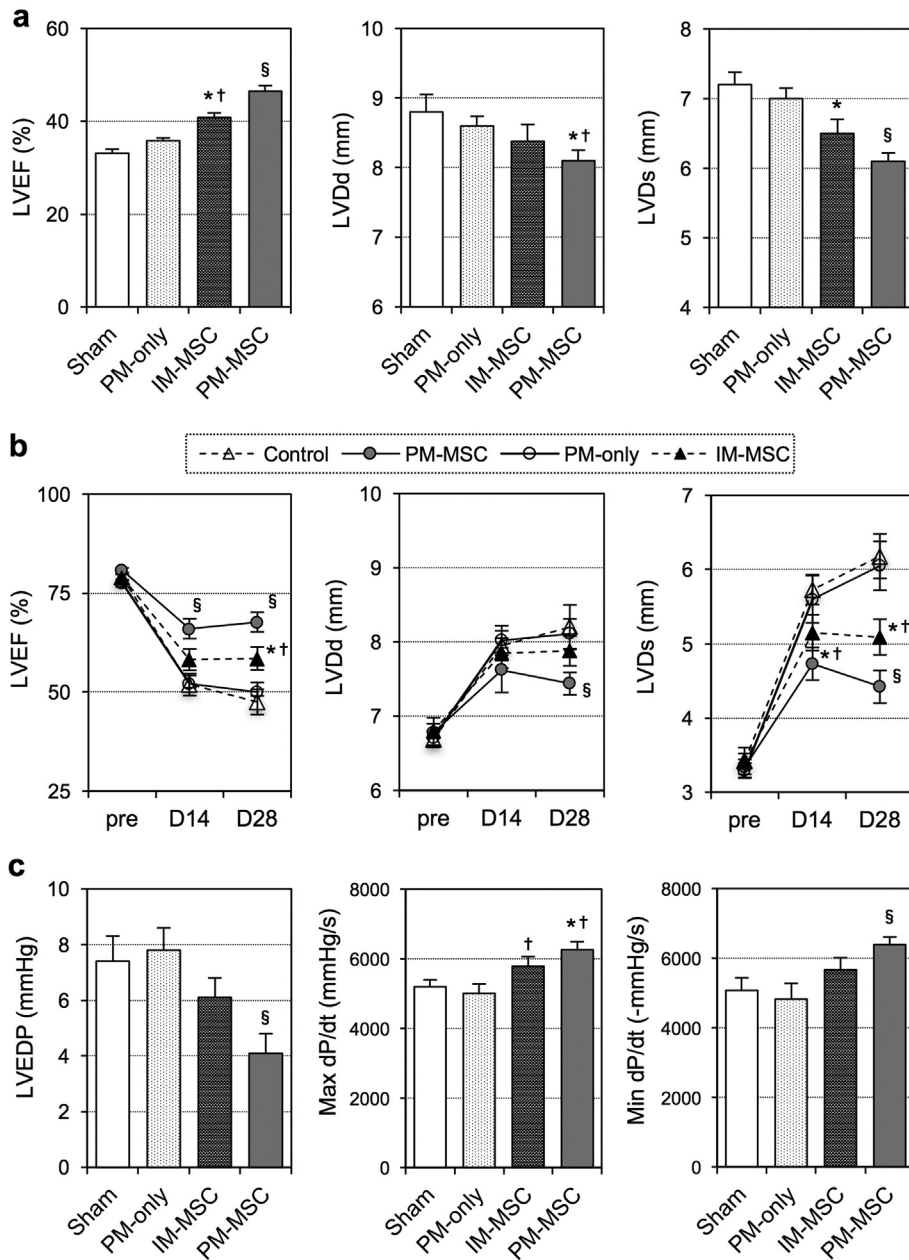 a
LVEF (%)
60
40
20
0
* †
§
Sham
PM-only
IM-MSC
PM-MSC
LVDd (mm)
10
9
8
7
6
* †
Sham
PM-only
IM-MSC
PM-MSC
LVDs (mm)
8
7
6
5
4
*
§
Sham
PM-only
IM-MSC
PM-MSC
b
Control PM-MSC PM-only IM-MSC
LVEF (%)
100
75
50
25
§ §
* †
pre D14 D28
LVDd (mm)
10
9
8
7
6
§
pre D14 D28
LVDs (mm)
7
6
5
4
3
* †
* †
§
pre D14 D28
c
LVEDP (mmHg)
10
8
6
4
2
0
§
Sham
PM-only
IM-MSC
PM-MSC
Max dP/dt (mmHg/s)
8000
6000
4000
2000
0
†
* †
Sham
PM-only
IM-MSC
PM-MSC
Min dP/dt (-mmHg/s)
8000
6000
4000
2000
0
§
Sham
PM-only
IM-MSC
PM-MSC